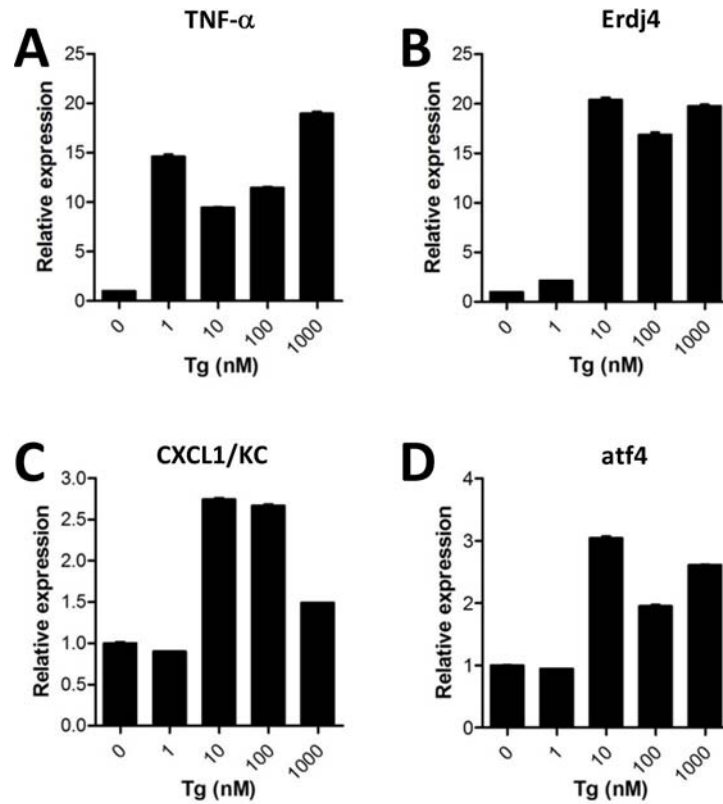 A
TNF-α
Relative expression
25
20
15
10
5
0
0 1 10 100 1000
Tg (nM)
B
Erdj4
Relative expression
25
20
15
10
5
0
0 1 10 100 1000
Tg (nM)
C
CXCL1/KC
Relative expression
3.0
2.5
2.0
1.5
1.0
0.5
0.0
0 1 10 100 1000
Tg (nM)
D
atf4
Relative expression
4
3
2
1
0
0 1 10 100 1000
Tg (nM)